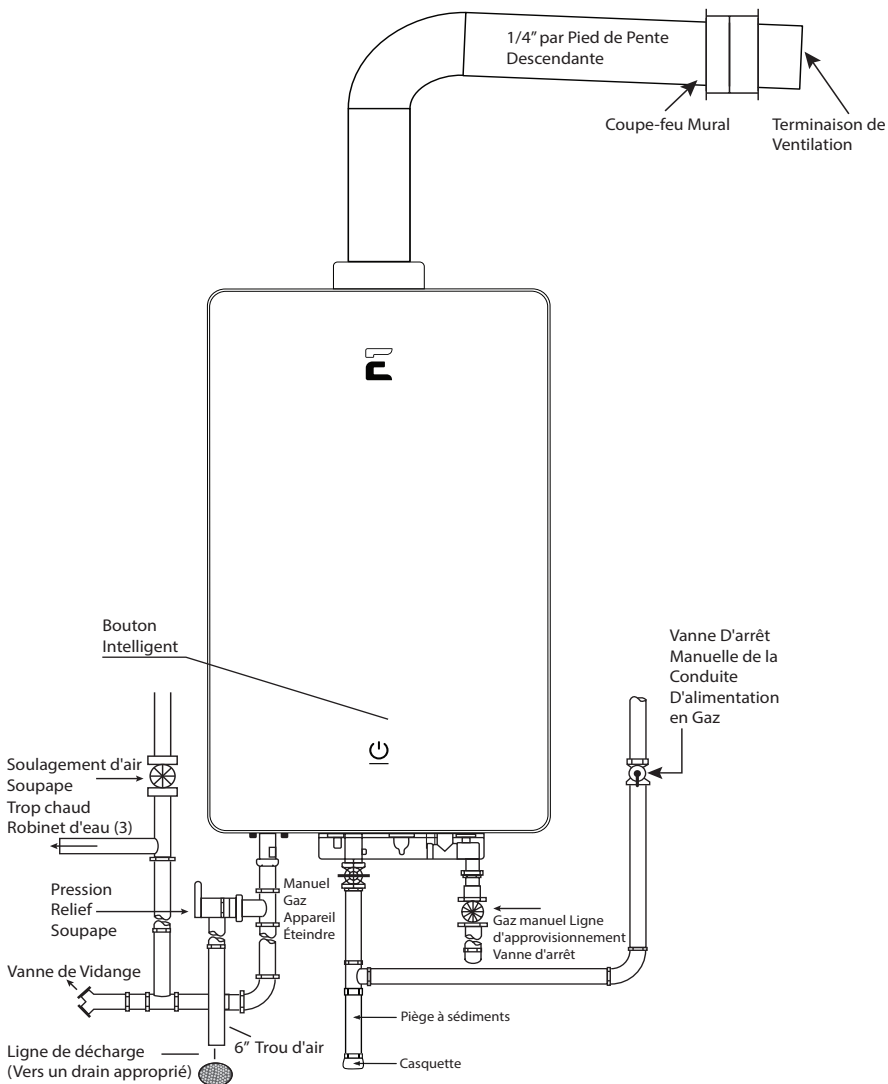 1/4” par Pied de Pente
Descendante
Coupe-feu Mural
Terminaison de
Ventilation
Bouton
Intelligent
Vanne D'arrêt
Manuelle de la
Conduite
D'alimentation
en Gaz
Soulagement d'air
Soupape
Trop chaud
Robinet d'eau (3)
Pression
Relief
Soupape
Manuel
Gaz
Appareil
Éteindre
Gaz manuel Ligne
d'approvisionnement
Vanne d'arrêt
Vanne de Vidange
Piège à sédiments
6” Trou d'air
Ligne de décharge
(Vers un drain approprié)
Casquette